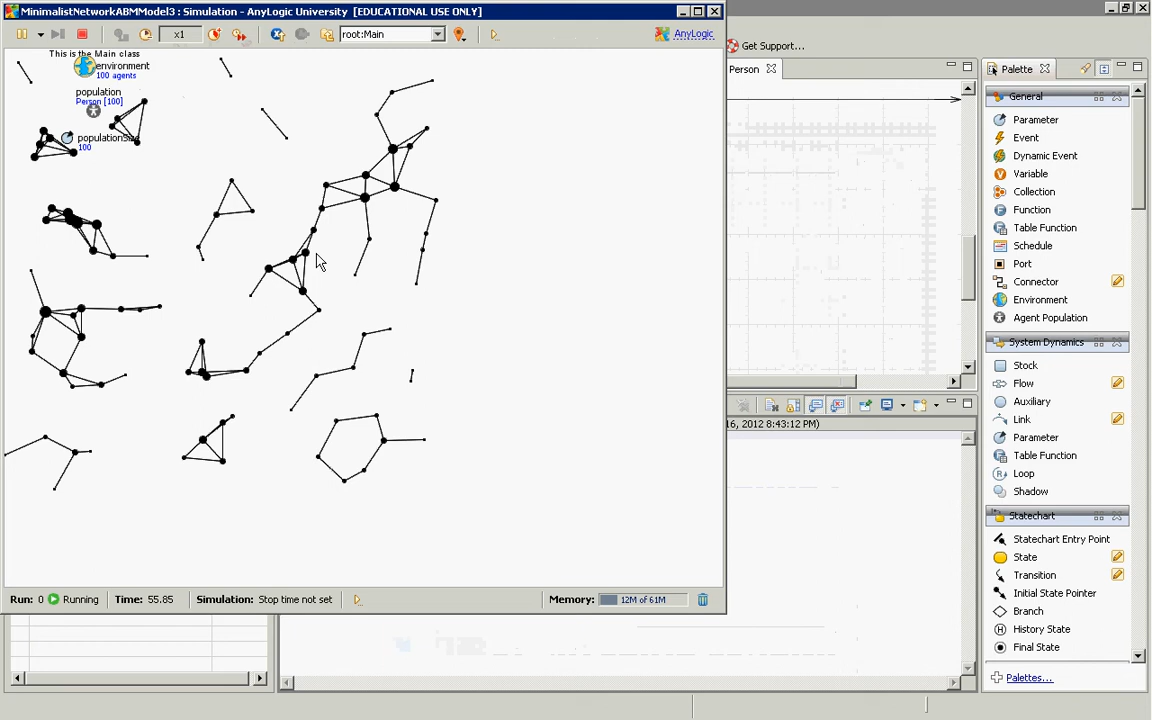 MinimalistNetworkABMModel3 : Simulation - AnyLogic University [EDUCATIONAL USE ONLY]
x1
root:Main
AnyLogic
Get Support...
This is the Main class
environment
100 agents
population
Person [100]
populationSize
100
Person
Palette
General
Parameter
Event
Dynamic Event
Variable
Collection
Function
Table Function
Schedule
Port
Connector
Environment
Agent Population
System Dynamics
Stock
Flow
Auxiliary
Link
Parameter
Table Function
Loop
Shadow
Statechart
Statechart Entry Point
State
Transition
Initial State Pointer
Branch
History State
Final State
Palettes...
16, 2012 8:43:12 PM)
Run: 0 Running Time: 55.85 Simulation: Stop time not set Memory: 12M of 61M